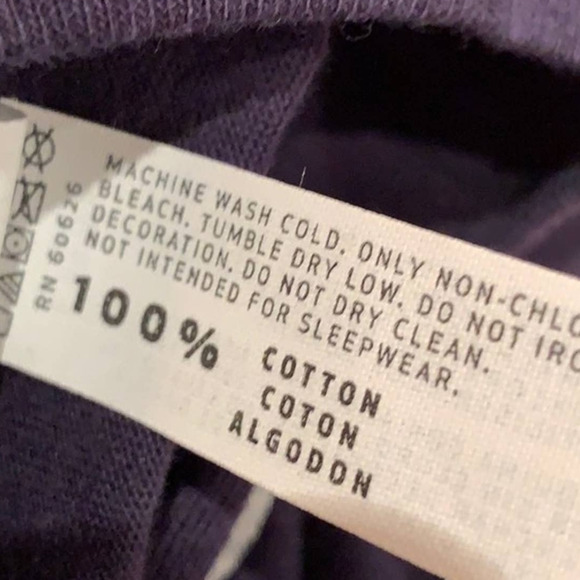 MACHINE WASH COLD. ONLY NON-CHLO
BLEACH. TUMBLE DRY LOW. DO NOT IRO
DECORATION. DO NOT DRY CLEAN.
NOT INTENDED FOR SLEEPWEAR.
100% COTTON
COTON
ALGODON
RN 60626